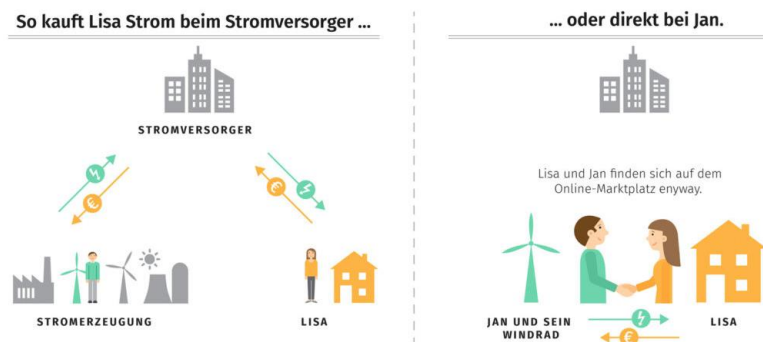 So kauft Lisa Strom beim Stromversorger ...
STROMVERSORGER
€
€
STROMERZEUGUNG
LISA
... oder direkt bei Jan.
Lisa und Jan finden sich auf dem
Online-Marktplatz enyway.
JAN UND SEIN
WINDRAD
€
LISA